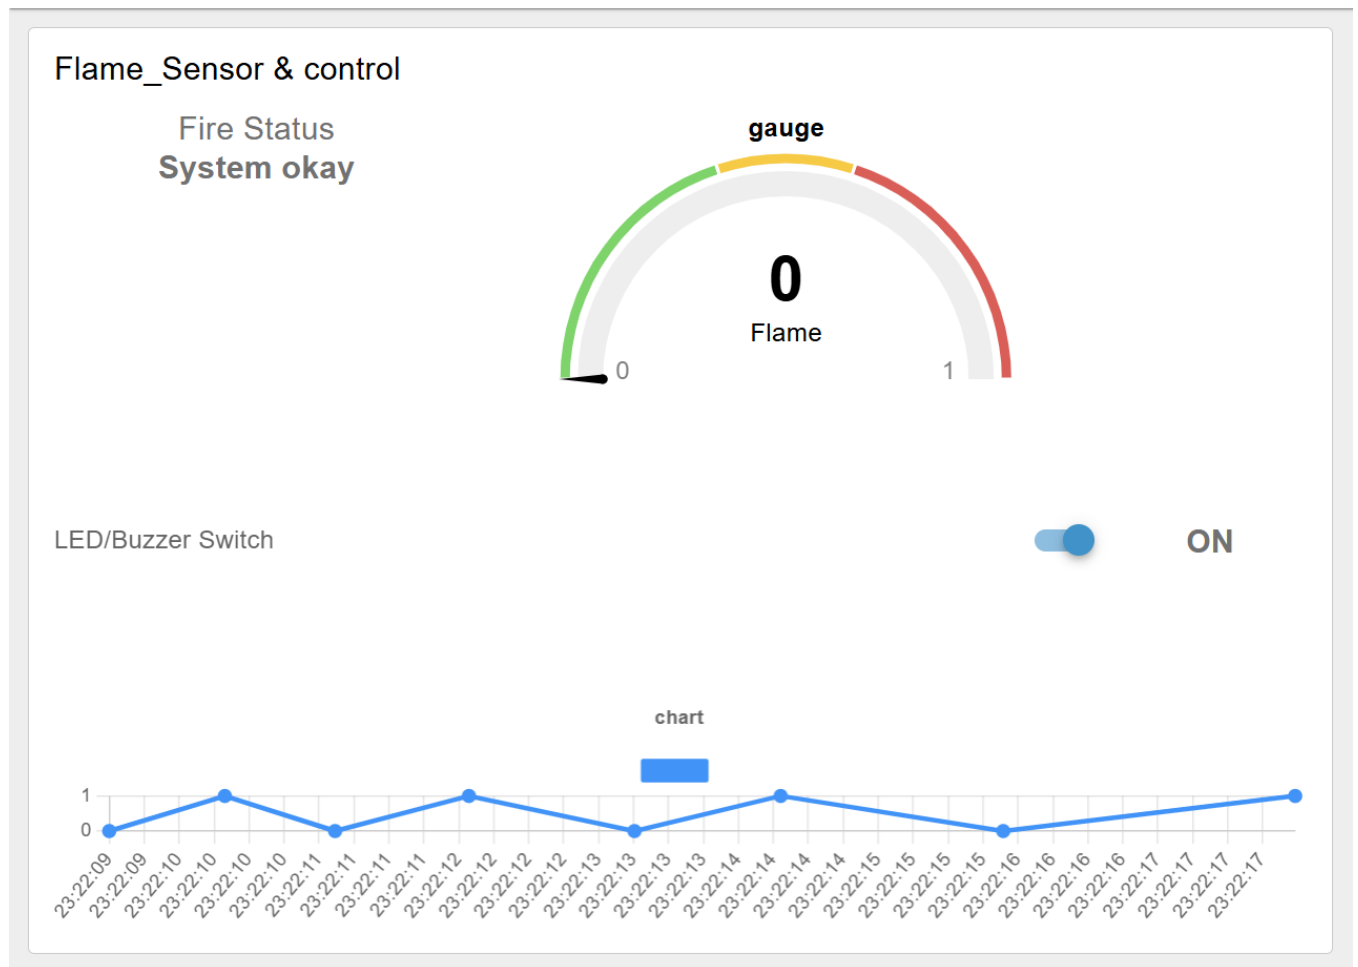 Flame_Sensor & control
Fire Status
System okay
gauge
0
Flame
0 1
LED/Buzzer Switch ON
chart
1
0
23:22:09 23:22:09 23:22:10 23:22:10 23:22:10 23:22:10 23:22:11 23:22:11 23:22:11 23:22:11 23:22:12 23:22:12 23:22:12 23:22:12 23:22:13 23:22:13 23:22:13 23:22:13 23:22:14 23:22:14 23:22:14 23:22:14 23:22:15 23:22:15 23:22:15 23:22:15 23:22:16 23:22:16 23:22:16 23:22:16 23:22:17 23:22:17 23:22:17 23:22:17